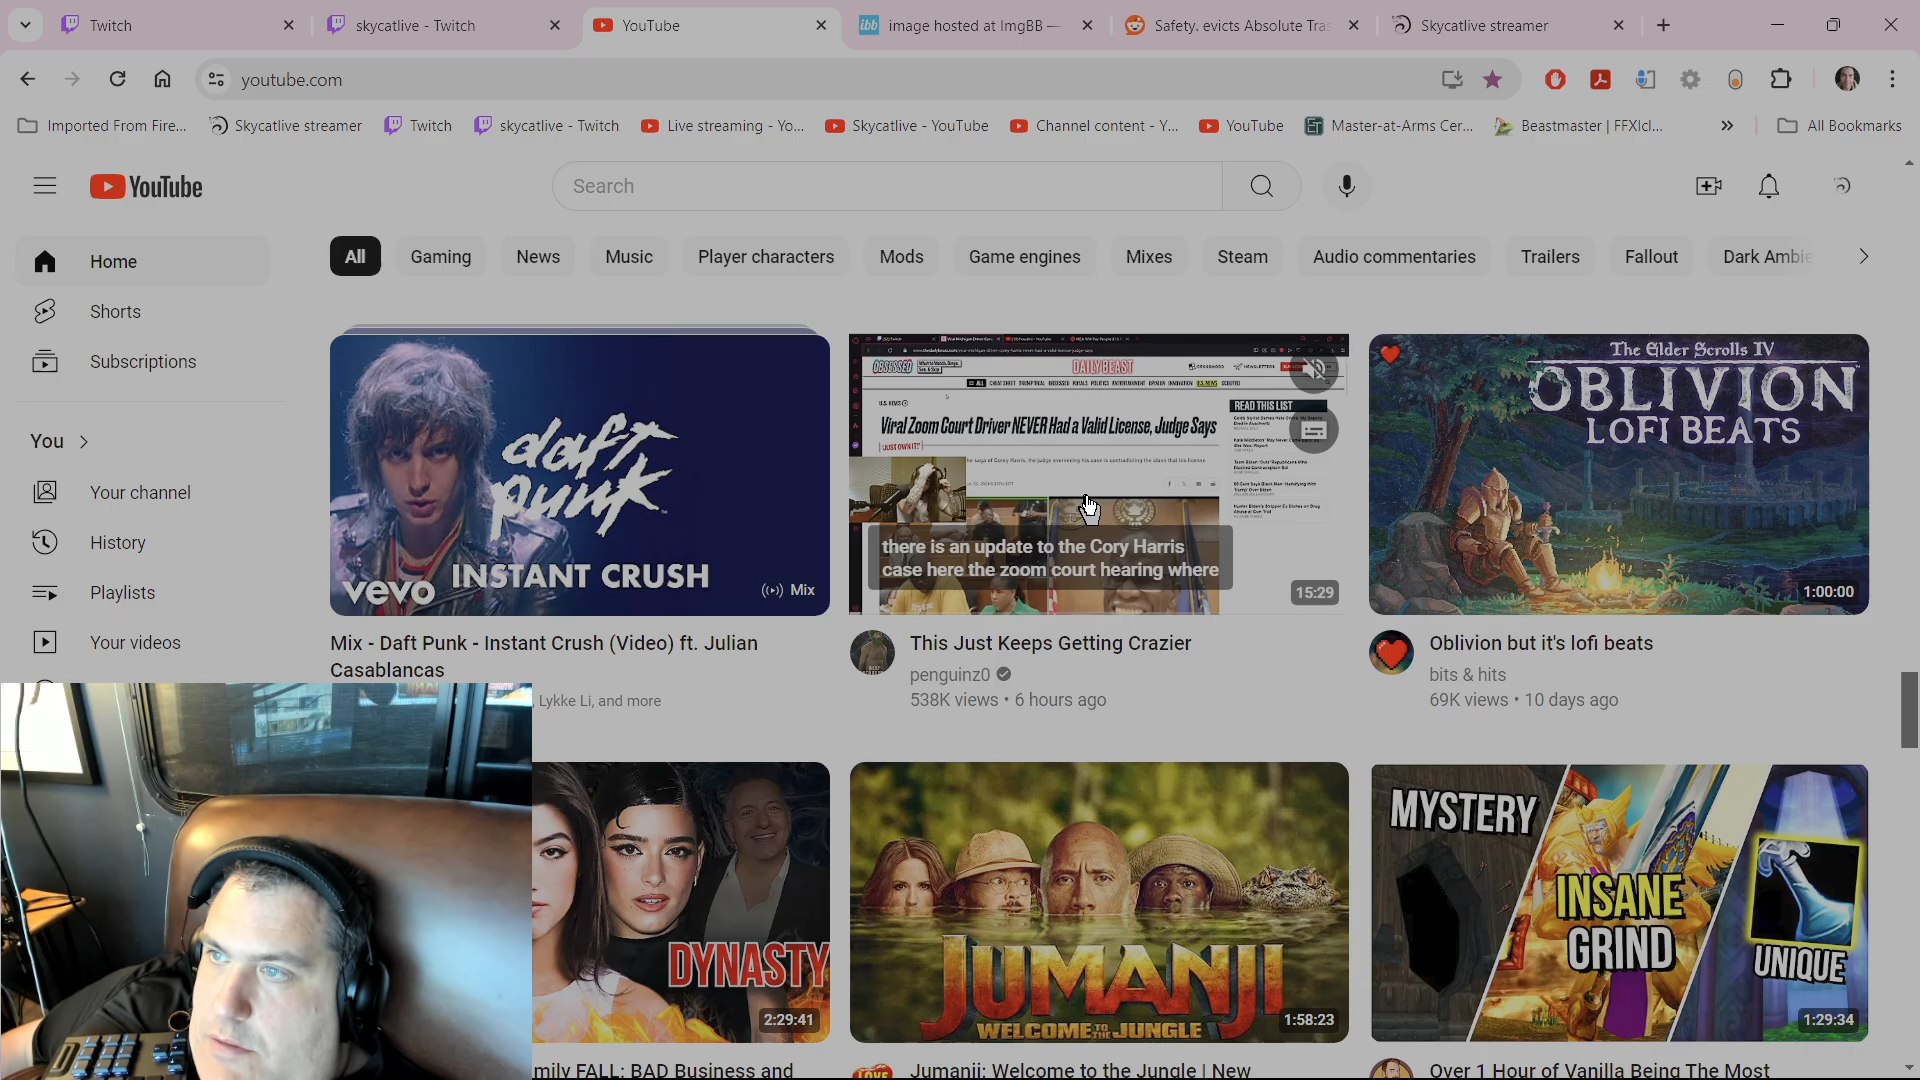 Twitch
skycatlive - Twitch
YouTube
image hosted at ImgBB —
Safety. evicts Absolute Tras
Skycatlive streamer
youtube.com
Imported From Fire...
Skycatlive streamer
Twitch
skycatlive - Twitch
Live streaming - Yo...
Skycatlive - YouTube
Channel content - Y...
YouTube
Master-at-Arms Cer...
Beastmaster | FFXIcl...
All Bookmarks
YouTube
Search
Home
Shorts
Subscriptions
You
Your channel
History
Playlists
Your videos
All
Gaming
News
Music
Player characters
Mods
Game engines
Mixes
Steam
Audio commentaries
Trailers
Fallout
Dark Ambie
daft
punk
vevo
INSTANT CRUSH
Mix
Mix - Daft Punk - Instant Crush (Video) ft. Julian
Casablancas
, Lykke Li, and more
OBSESSED
DAILY BEAST
U.S. NEWS
READ THIS LIST
Viral Zoom Court Driver NEVER Had a Valid License, Judge Says
'JUST OWN IT!'
there is an update to the Cory Harris
case here the zoom court hearing where
15:29
This Just Keeps Getting Crazier
penguinz0
538K views • 6 hours ago
The Elder Scrolls IV
OBLIVION
LOFI BEATS
1:00:00
Oblivion but it's lofi beats
bits & hits
69K views • 10 days ago
DYNASTY
2:29:41
mily FALL: BAD Business and
JUMANJI
WELCOME TO THE JUNGLE
1:58:23
LOVE
Jumanji: Welcome to the Jungle | New
MYSTERY
INSANE
GRIND
UNIQUE
1:29:34
Over 1 Hour of Vanilla Being The Most